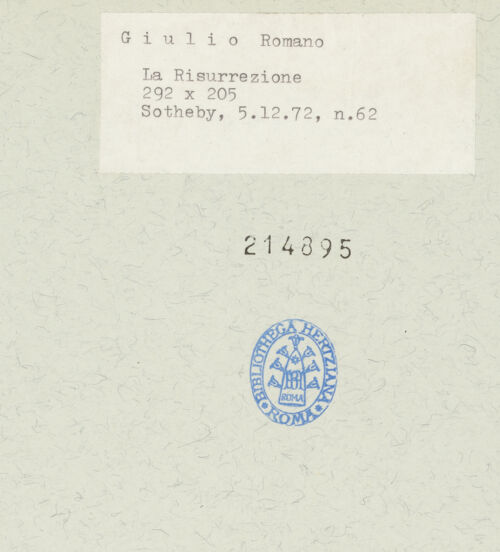 G i u l i o Romano
La Risurrezione
292 x 205
Sotheby, 5.12.72, n.62
214895
BIBLIOTHECA HERTZIANA
ROMA
ROMA